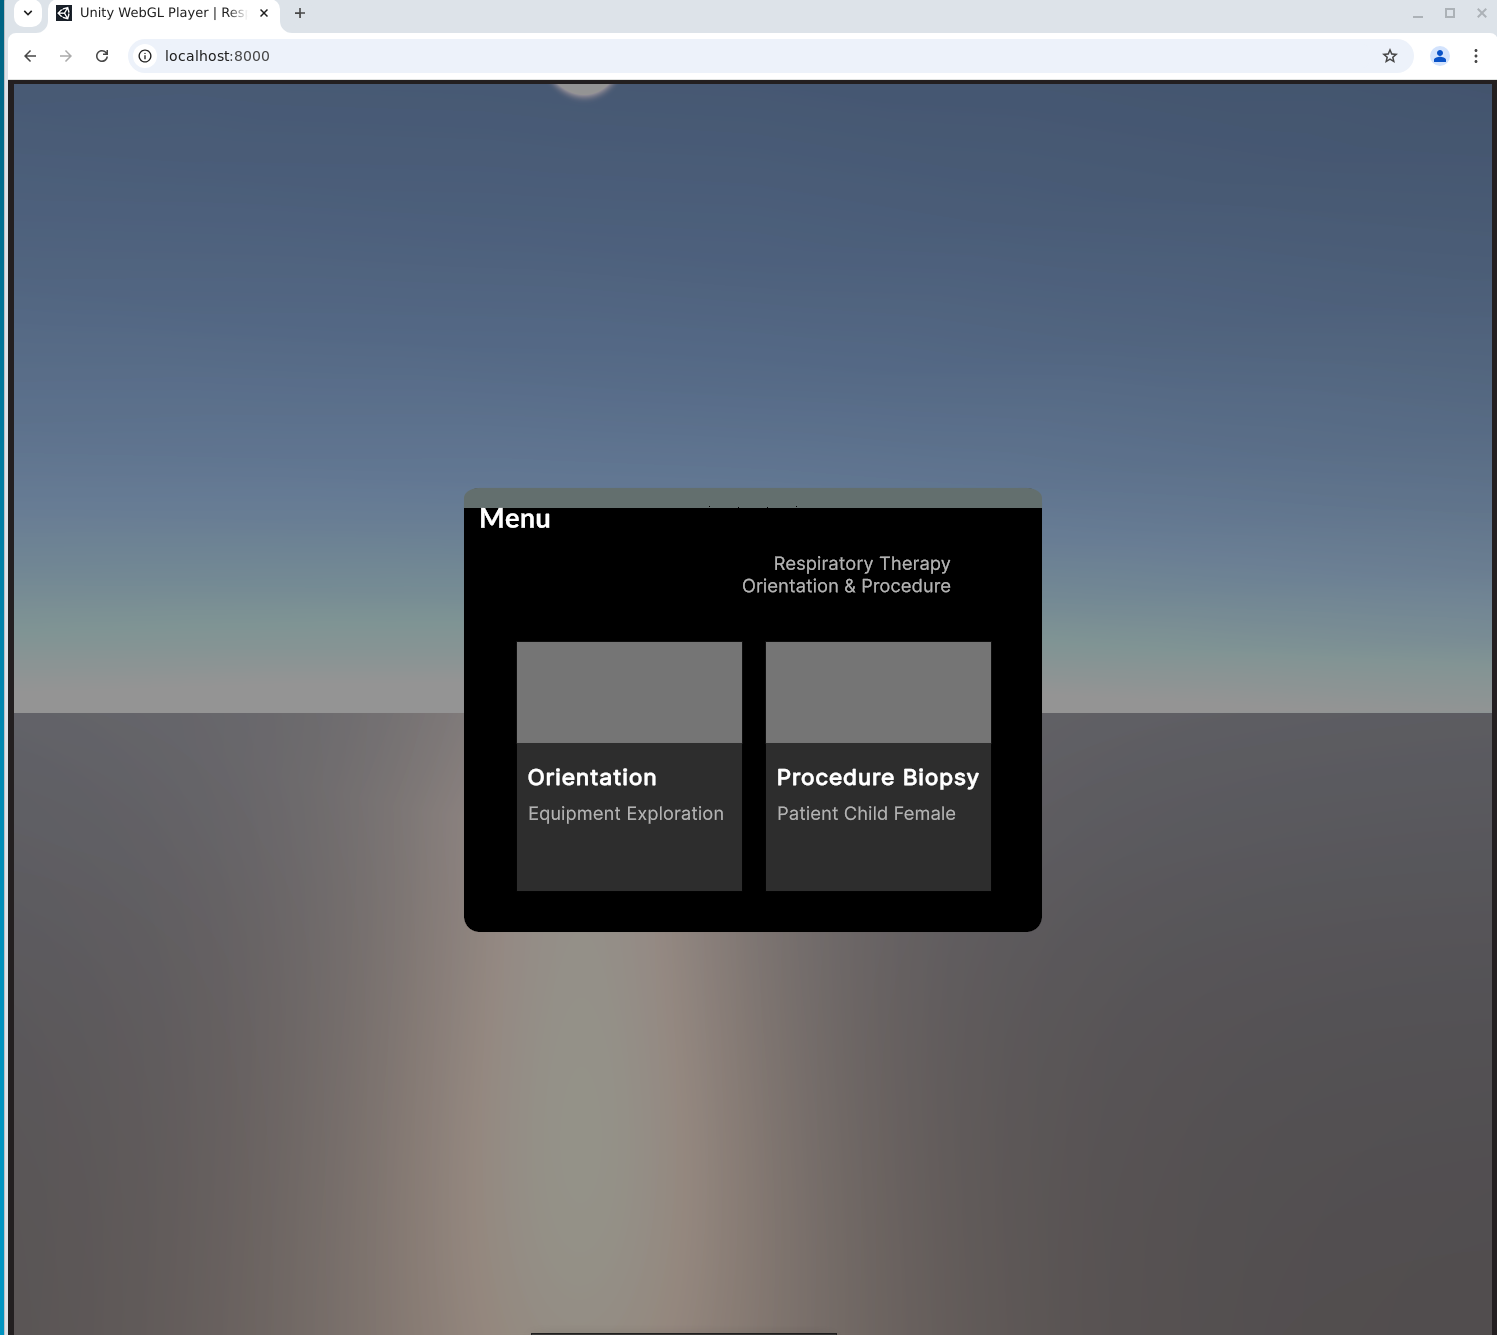 Unity WebGL Player | Res
localhost:8000
Menu
Respiratory Therapy
Orientation & Procedure
Orientation
Equipment Exploration
Procedure Biopsy
Patient Child Female